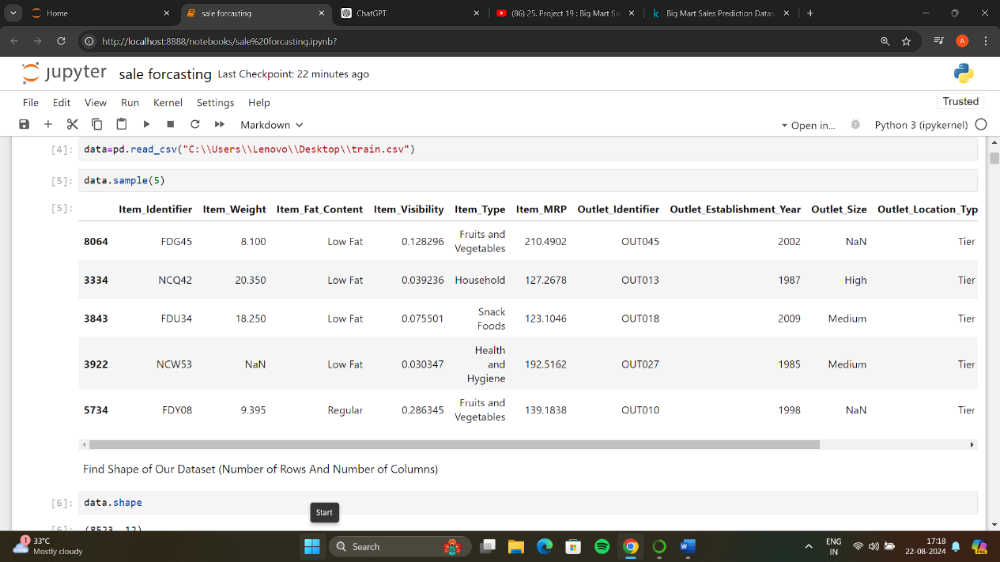 Home
sale forcasting
ChatGPT
(86) 25. Project 19 : Big Mart Sal
Big Mart Sales Prediction Datas
http://localhost:8888/notebooks/sale%20forcasting.ipynb?
A
jupyter sale forcasting Last Checkpoint: 22 minutes ago
File Edit View Run Kernel Settings Help
Trusted
Markdown
Open in...
Python 3 (ipykernel)
[4]: data=pd.read_csv("C:\\Users\\Lenovo\\Desktop\\train.csv")
[5]: data.sample(5)
[5]: Item_Identifier Item_Weight Item_Fat_Content Item_Visibility Item_Type Item_MRP Outlet_Identifier Outlet_Establishment_Year Outlet_Size Outlet_Location_Typ
8064 FDG45 8.100 Low Fat 0.128296 Fruits and Vegetables 210.4902 OUT045 2002 NaN Tier
3334 NCQ42 20.350 Low Fat 0.039236 Household 127.2678 OUT013 1987 High Tier
3843 FDU34 18.250 Low Fat 0.075501 Snack Foods 123.1046 OUT018 2009 Medium Tier
3922 NCW53 NaN Low Fat 0.030347 Health and Hygiene 192.5162 OUT027 1985 Medium Tier
5734 FDY08 9.395 Regular 0.286345 Fruits and Vegetables 139.1838 OUT010 1998 NaN Tier
Find Shape of Our Dataset (Number of Rows And Number of Columns)
[6]: data.shape
[6]: (8523, 12)
Start
1
33°C
Mostly cloudy
Search
ENG
IN
17:18
22-08-2024
PRE